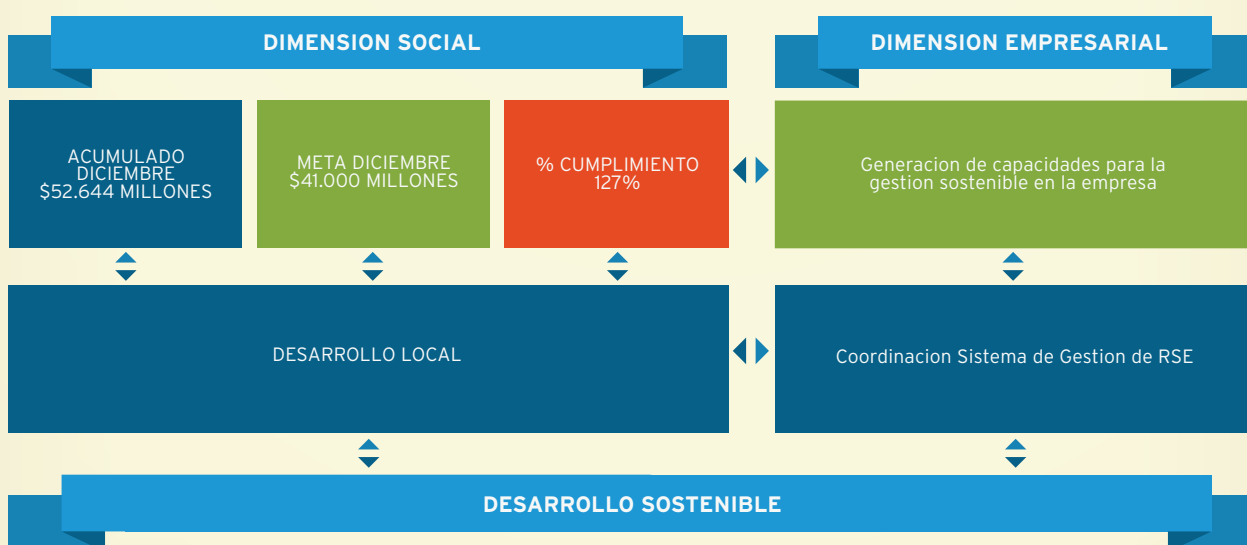 DIMENSION SOCIAL
DIMENSION EMPRESARIAL
ACUMULADO
DICIEMBRE
$52.644 MILLONES
META DICIEMBRE
$41.000 MILLONES
% CUMPLIMIENTO
127%
Generacion de capacidades para la
gestion sostenible en la empresa
DESARROLLO LOCAL
Coordinacion Sistema de Gestion de RSE
DESARROLLO SOSTENIBLE